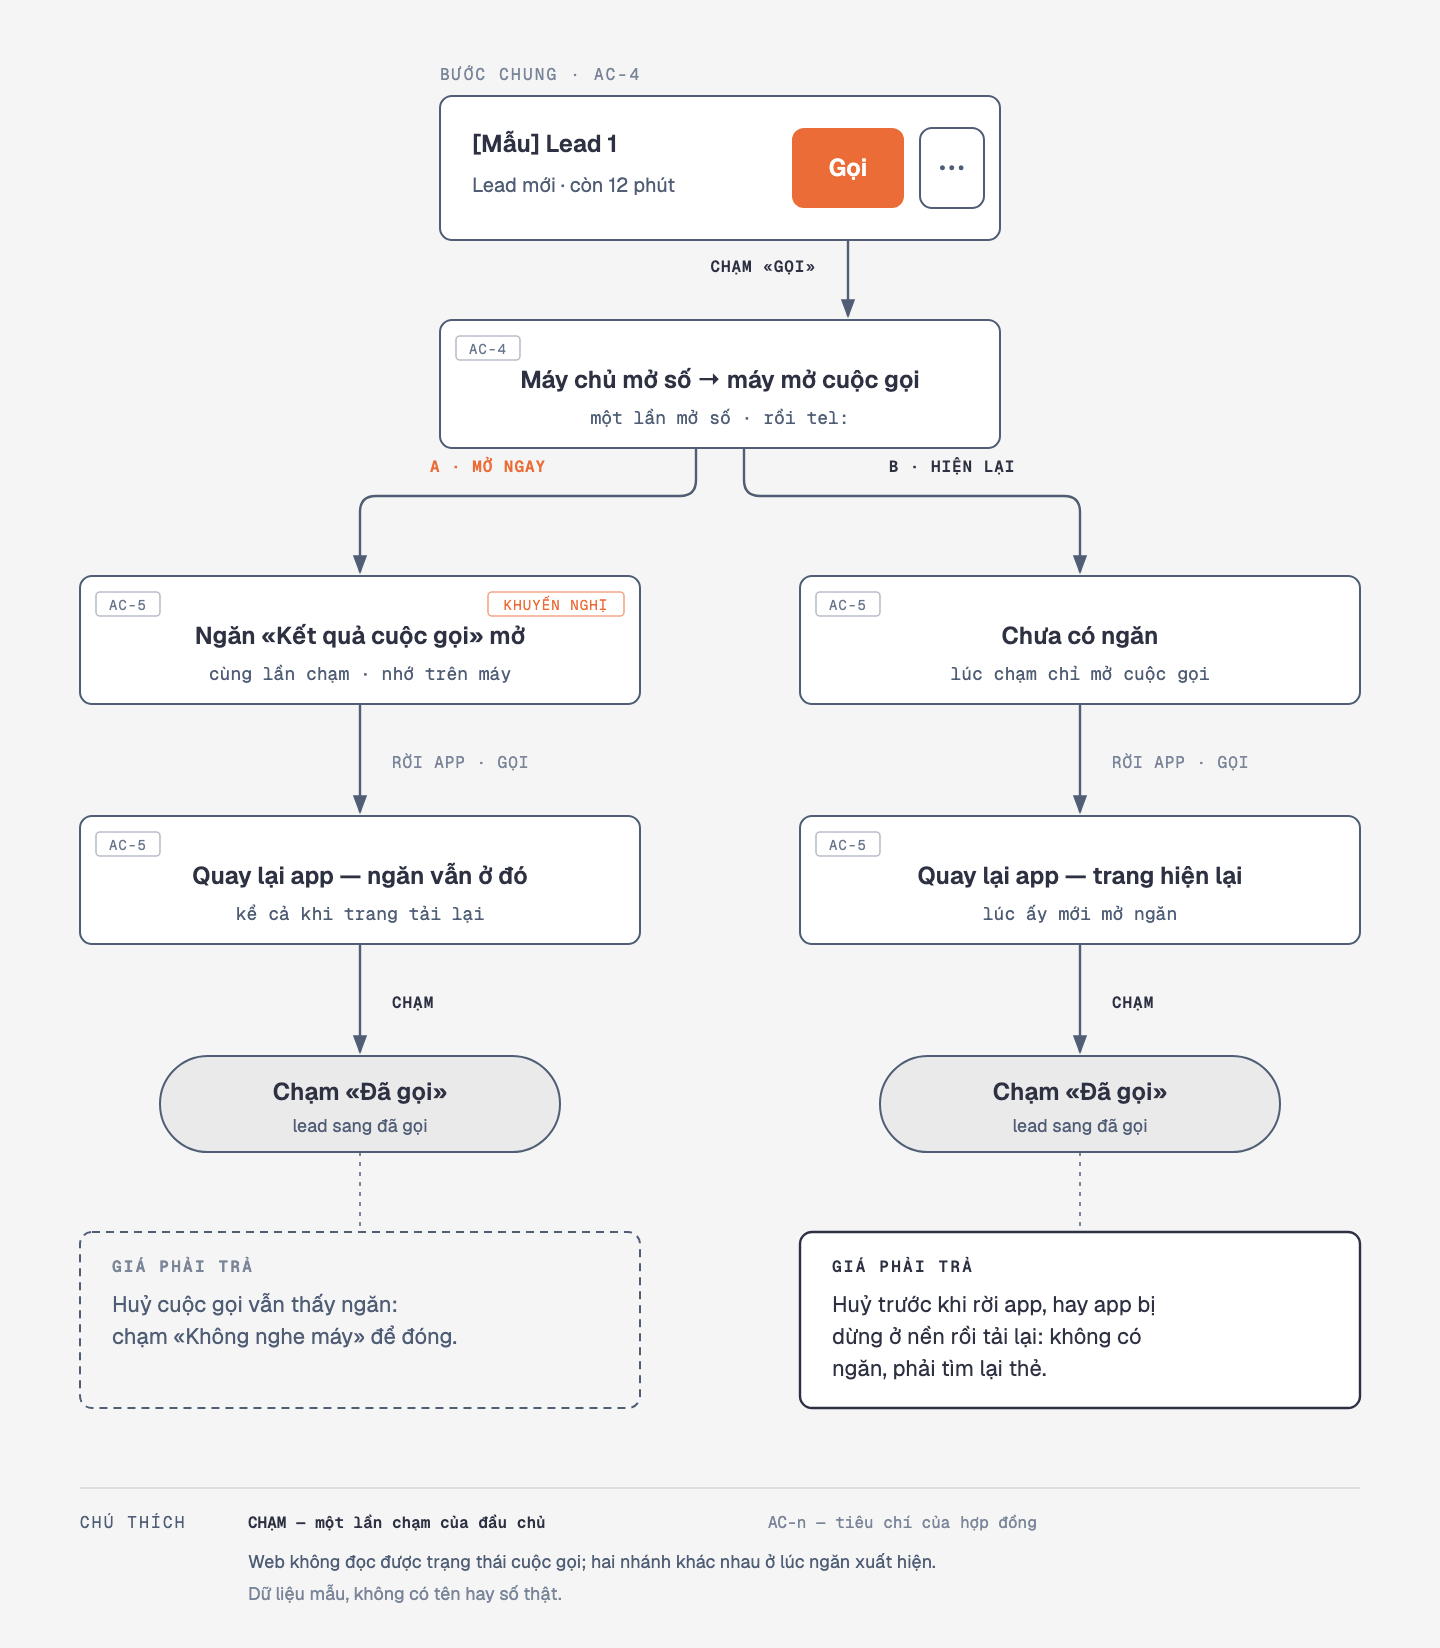 BƯỚC CHUNG · AC-4
[Mẫu] Lead 1
Lead mới · còn 12 phút
Gọi
···
CHẠM «GỌI»
AC-4
Máy chủ mở số → máy mở cuộc gọi
một lần mở số · rồi tel:
A · MỞ NGAY
B · HIỆN LẠI
AC-5
KHUYẾN NGHỊ
Ngăn «Kết quả cuộc gọi» mở
cùng lần chạm · nhớ trên máy
AC-5
Chưa có ngăn
lúc chạm chỉ mở cuộc gọi
RỜI APP · GỌI
RỜI APP · GỌI
AC-5
Quay lại app — ngăn vẫn ở đó
kể cả khi trang tải lại
AC-5
Quay lại app — trang hiện lại
lúc ấy mới mở ngăn
CHẠM
CHẠM
Chạm «Đã gọi»
lead sang đã gọi
Chạm «Đã gọi»
lead sang đã gọi
GIÁ PHẢI TRẢ
Huỷ cuộc gọi vẫn thấy ngăn:
chạm «Không nghe máy» để đóng.
GIÁ PHẢI TRẢ
Huỷ trước khi rời app, hay app bị
dừng ở nền rồi tải lại: không có
ngăn, phải tìm lại thẻ.
CHÚ THÍCH
CHẠM — một lần chạm của đầu chủ
AC-n — tiêu chí của hợp đồng
Web không đọc được trạng thái cuộc gọi; hai nhánh khác nhau ở lúc ngăn xuất hiện.
Dữ liệu mẫu, không có tên hay số thật.